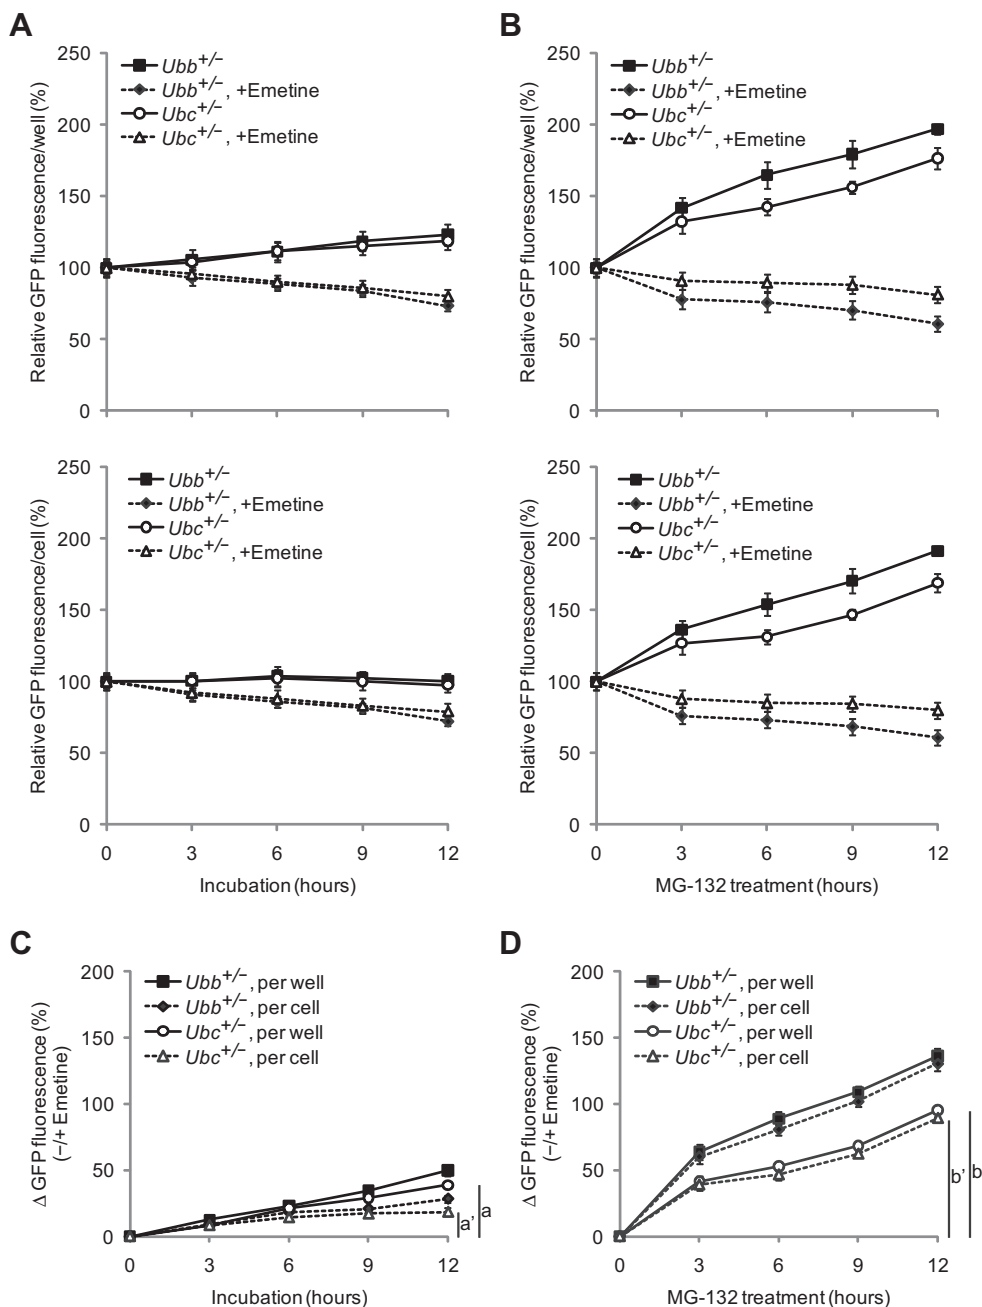 A
Relative GFP fluorescence/well (%)
250
200
150
100
50
0
Ubb+/–
Ubb+/– , +Emetine
Ubc+/–
Ubc+/– , +Emetine
B
Relative GFP fluorescence/well (%)
250
200
150
100
50
0
Ubb+/–
Ubb+/– , +Emetine
Ubc+/–
Ubc+/– , +Emetine
Relative GFP fluorescence/cell (%)
250
200
150
100
50
0
Ubb+/–
Ubb+/– , +Emetine
Ubc+/–
Ubc+/– , +Emetine
0 3 6 9 12
Incubation (hours)
Relative GFP fluorescence/cell (%)
250
200
150
100
50
0
Ubb+/–
Ubb+/– , +Emetine
Ubc+/–
Ubc+/– , +Emetine
0 3 6 9 12
MG-132 treatment (hours)
C
Δ GFP fluorescence (%)
(–/+ Emetine)
200
150
100
50
0
Ubb+/– , per well
Ubb+/– , per cell
Ubc+/– , per well
Ubc+/– , per cell
a' a
0 3 6 9 12
Incubation (hours)
D
Δ GFP fluorescence (%)
(–/+ Emetine)
200
150
100
50
0
Ubb+/– , per well
Ubb+/– , per cell
Ubc+/– , per well
Ubc+/– , per cell
b' b
0 3 6 9 12
MG-132 treatment (hours)